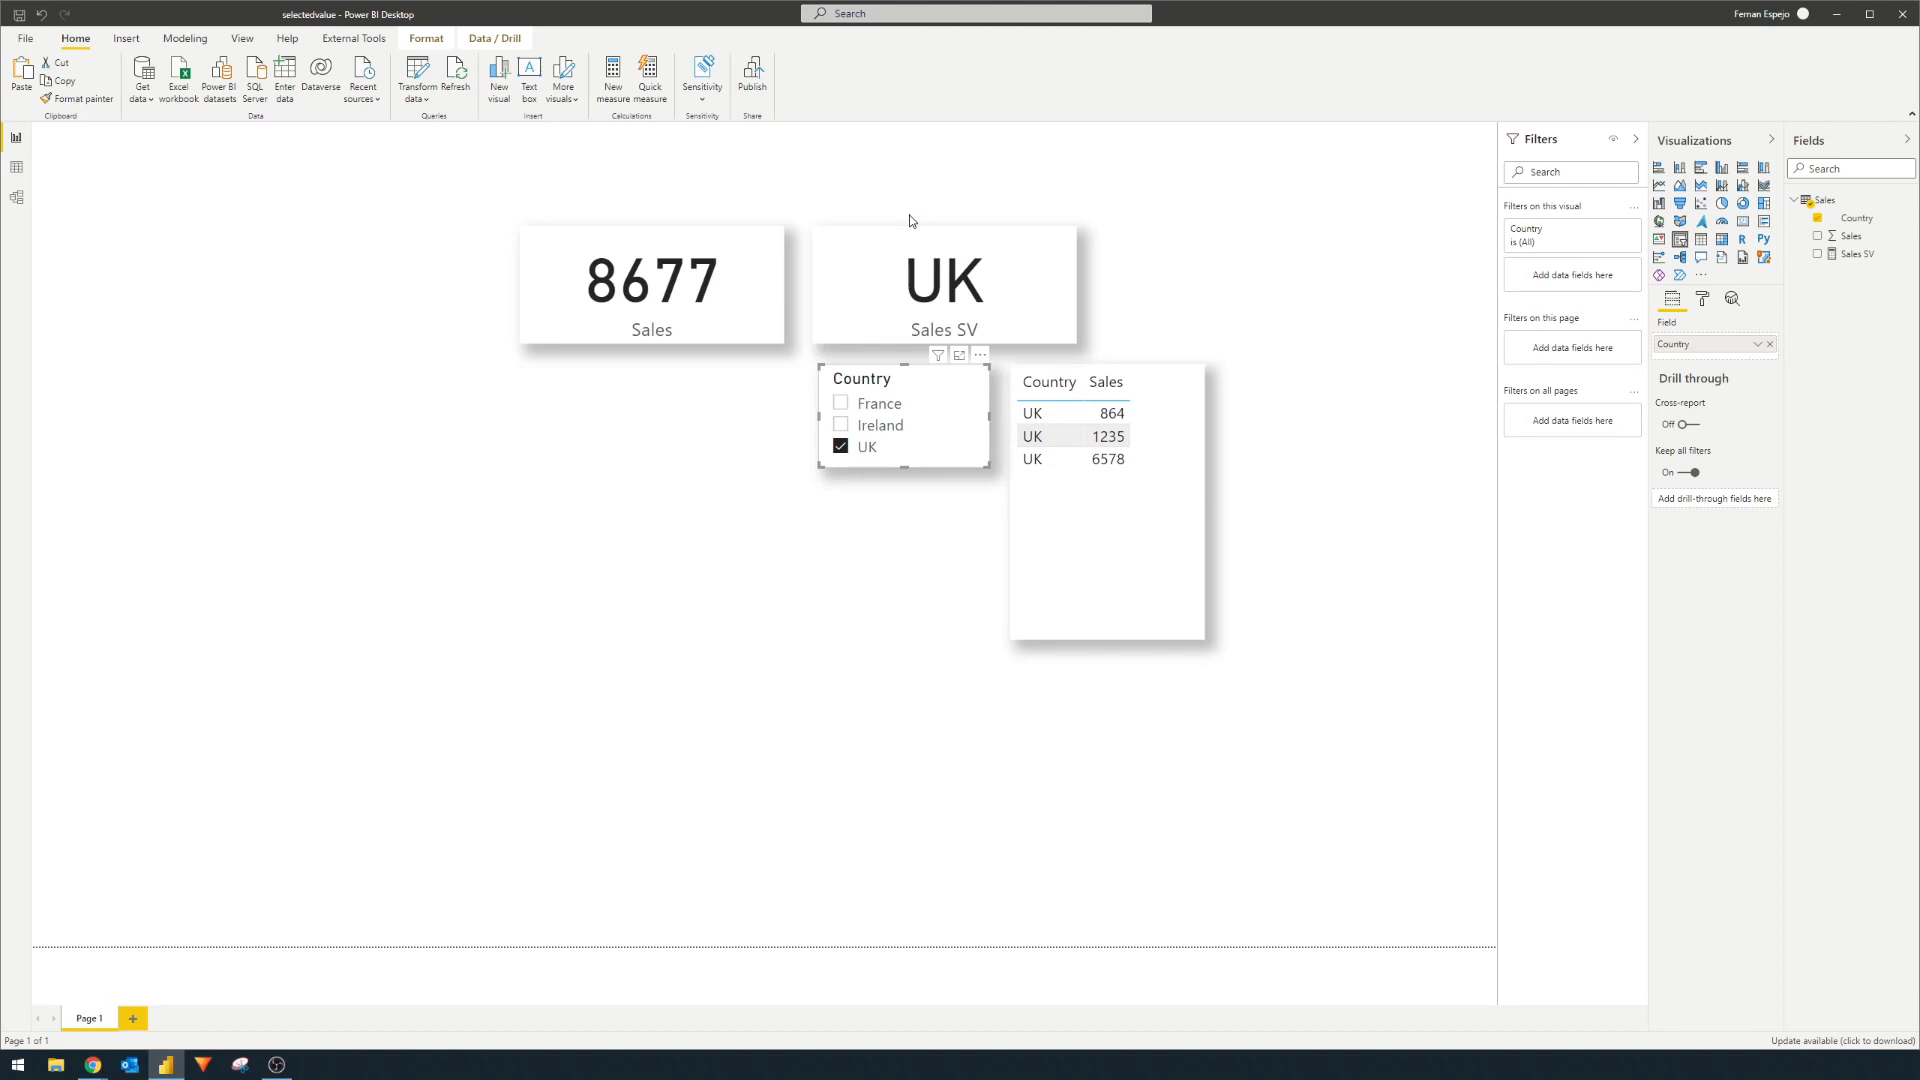 selectedvalue - Power BI Desktop
Search
Fernan Espejo
File
Home
Insert
Modeling
View
Help
External Tools
Format
Data / Drill
Paste
Cut
Copy
Format painter
Clipboard
Get data
Excel workbook
Power BI datasets
SQL Server
Enter data
Dataverse
Recent sources
Data
Transform data
Refresh
Queries
New visual
Text box
More visuals
Insert
New measure
Quick measure
Calculations
Sensitivity
Sensitivity
Publish
Share
8677
Sales
UK
Sales SV
Country
France
Ireland
UK
Country Sales
UK 864
UK 1235
UK 6578
Filters
Search
Filters on this visual
Country
is (All)
Add data fields here
Filters on this page
Add data fields here
Filters on all pages
Add data fields here
Visualizations
R
Py
Field
Country
Drill through
Cross-report
Off
Keep all filters
On
Add drill-through fields here
Fields
Search
Sales
Country
Sales
Sales SV
Page 1
Page 1 of 1
Update available (click to download)